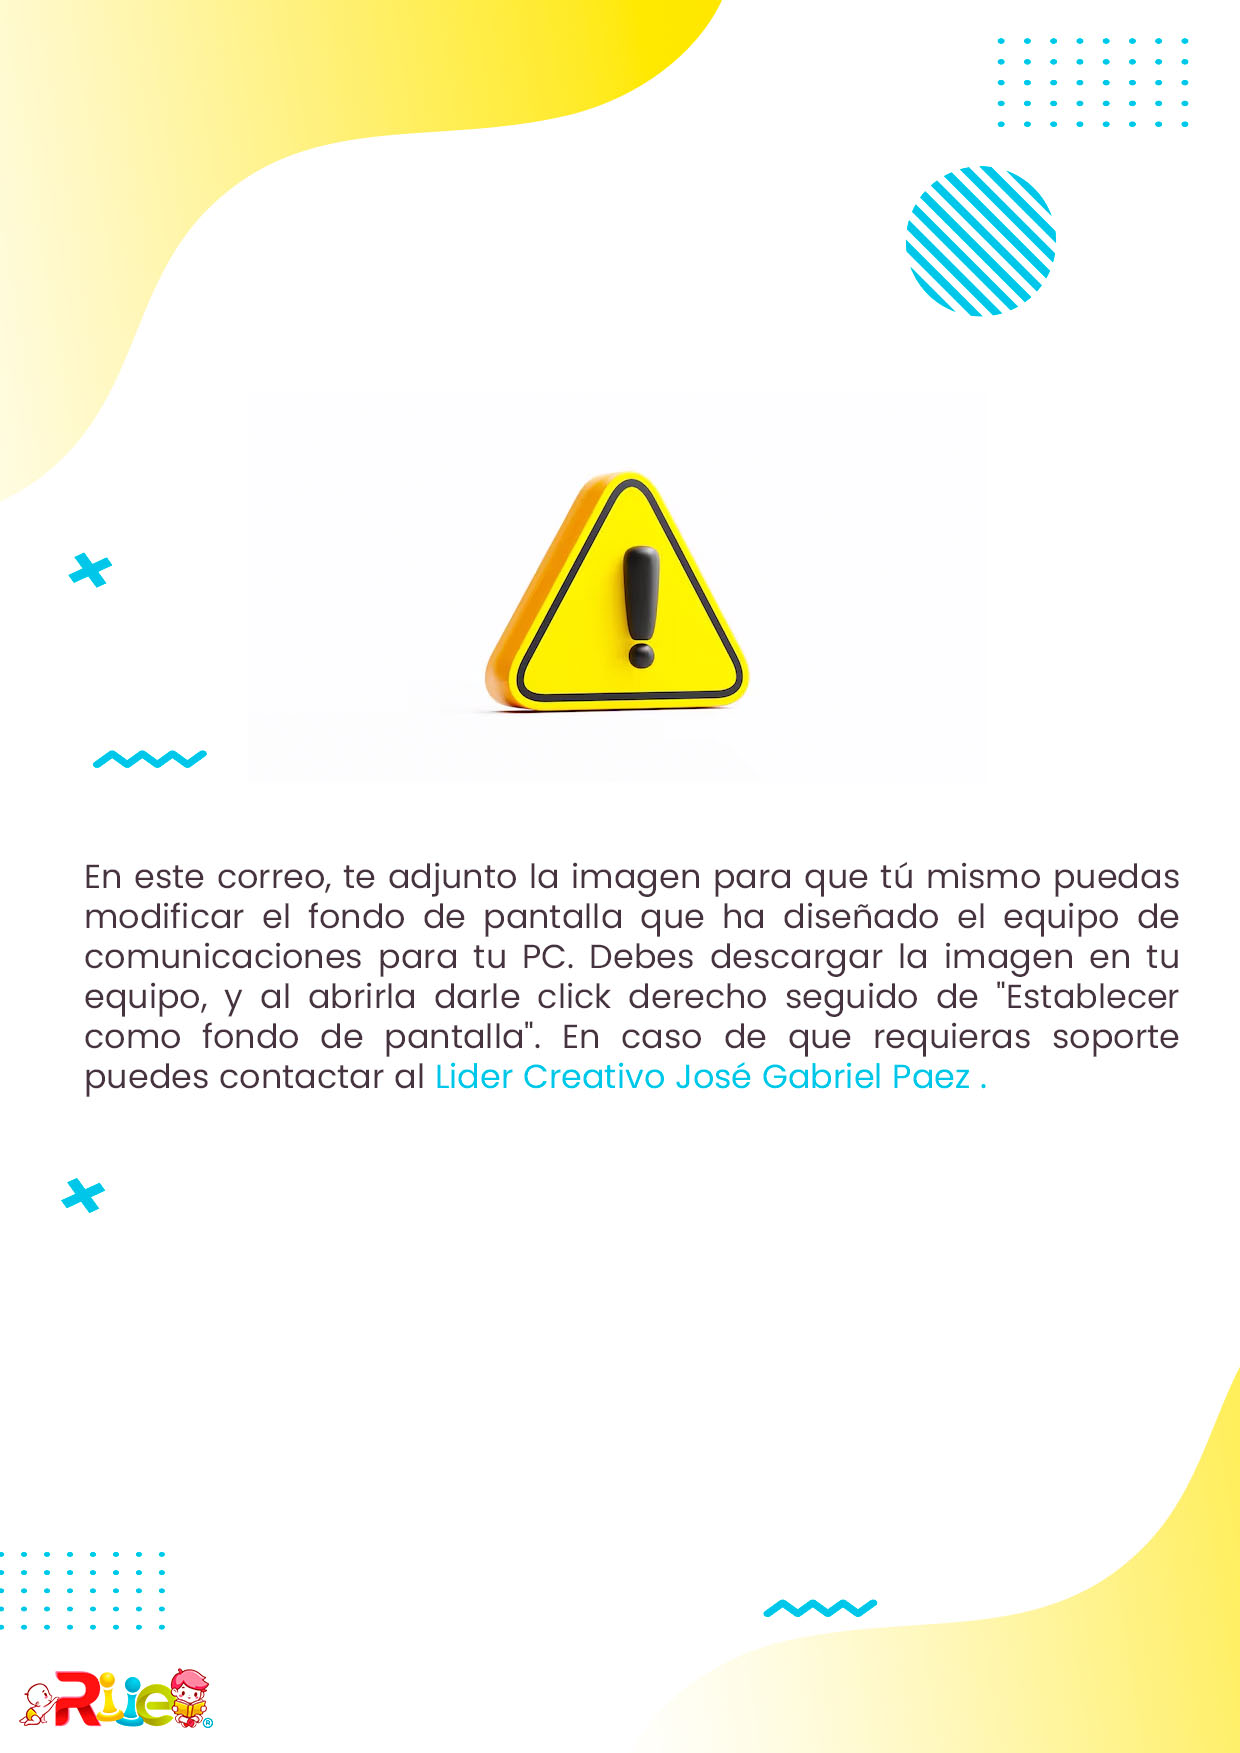 En este correo, te adjunto la imagen para que tú mismo puedas
modificar el fondo de pantalla que ha diseñado el equipo de
comunicaciones para tu PC. Debes descargar la imagen en tu
equipo, y al abrirla darle click derecho seguido de "Establecer
como fondo de pantalla". En caso de que requieras soporte
puedes contactar al Lider Creativo José Gabriel Paez .
Rije®